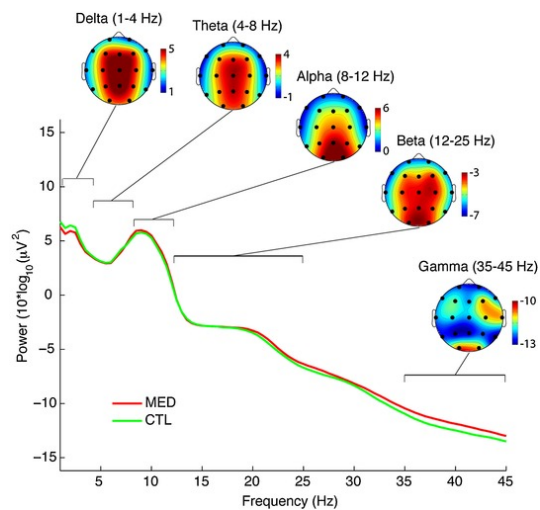 Delta (1-4 Hz)
5
1
Theta (4-8 Hz)
4
-1
Alpha (8-12 Hz)
6
0
Beta (12-25 Hz)
-3
-7
Gamma (35-45 Hz)
-10
-13
Power (10*log10(μV2)
15
10
5
0
−5
−10
−15
MED
CTL
5 10 15 20 25 30 35 40 45
Frequency (Hz)